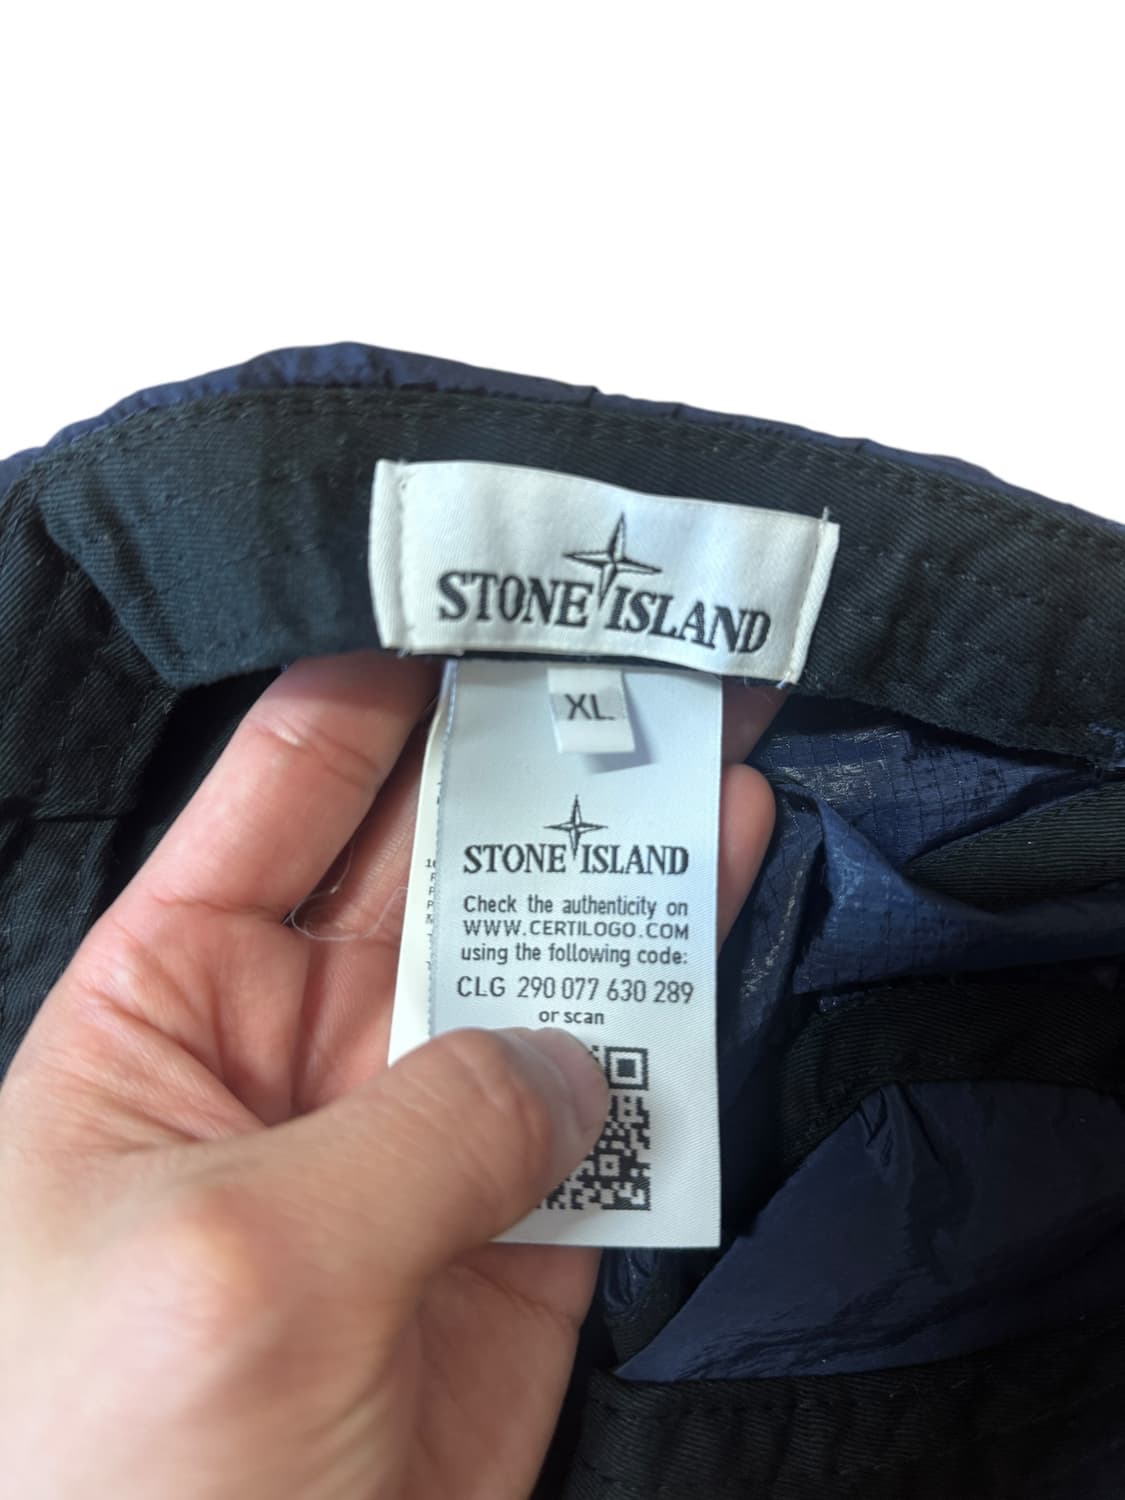 STONE ISLAND
XL
STONE ISLAND
Check the authenticity on
WWW.CERTILOGO.COM
using the following code:
CLG 290 077 630 289
or scan